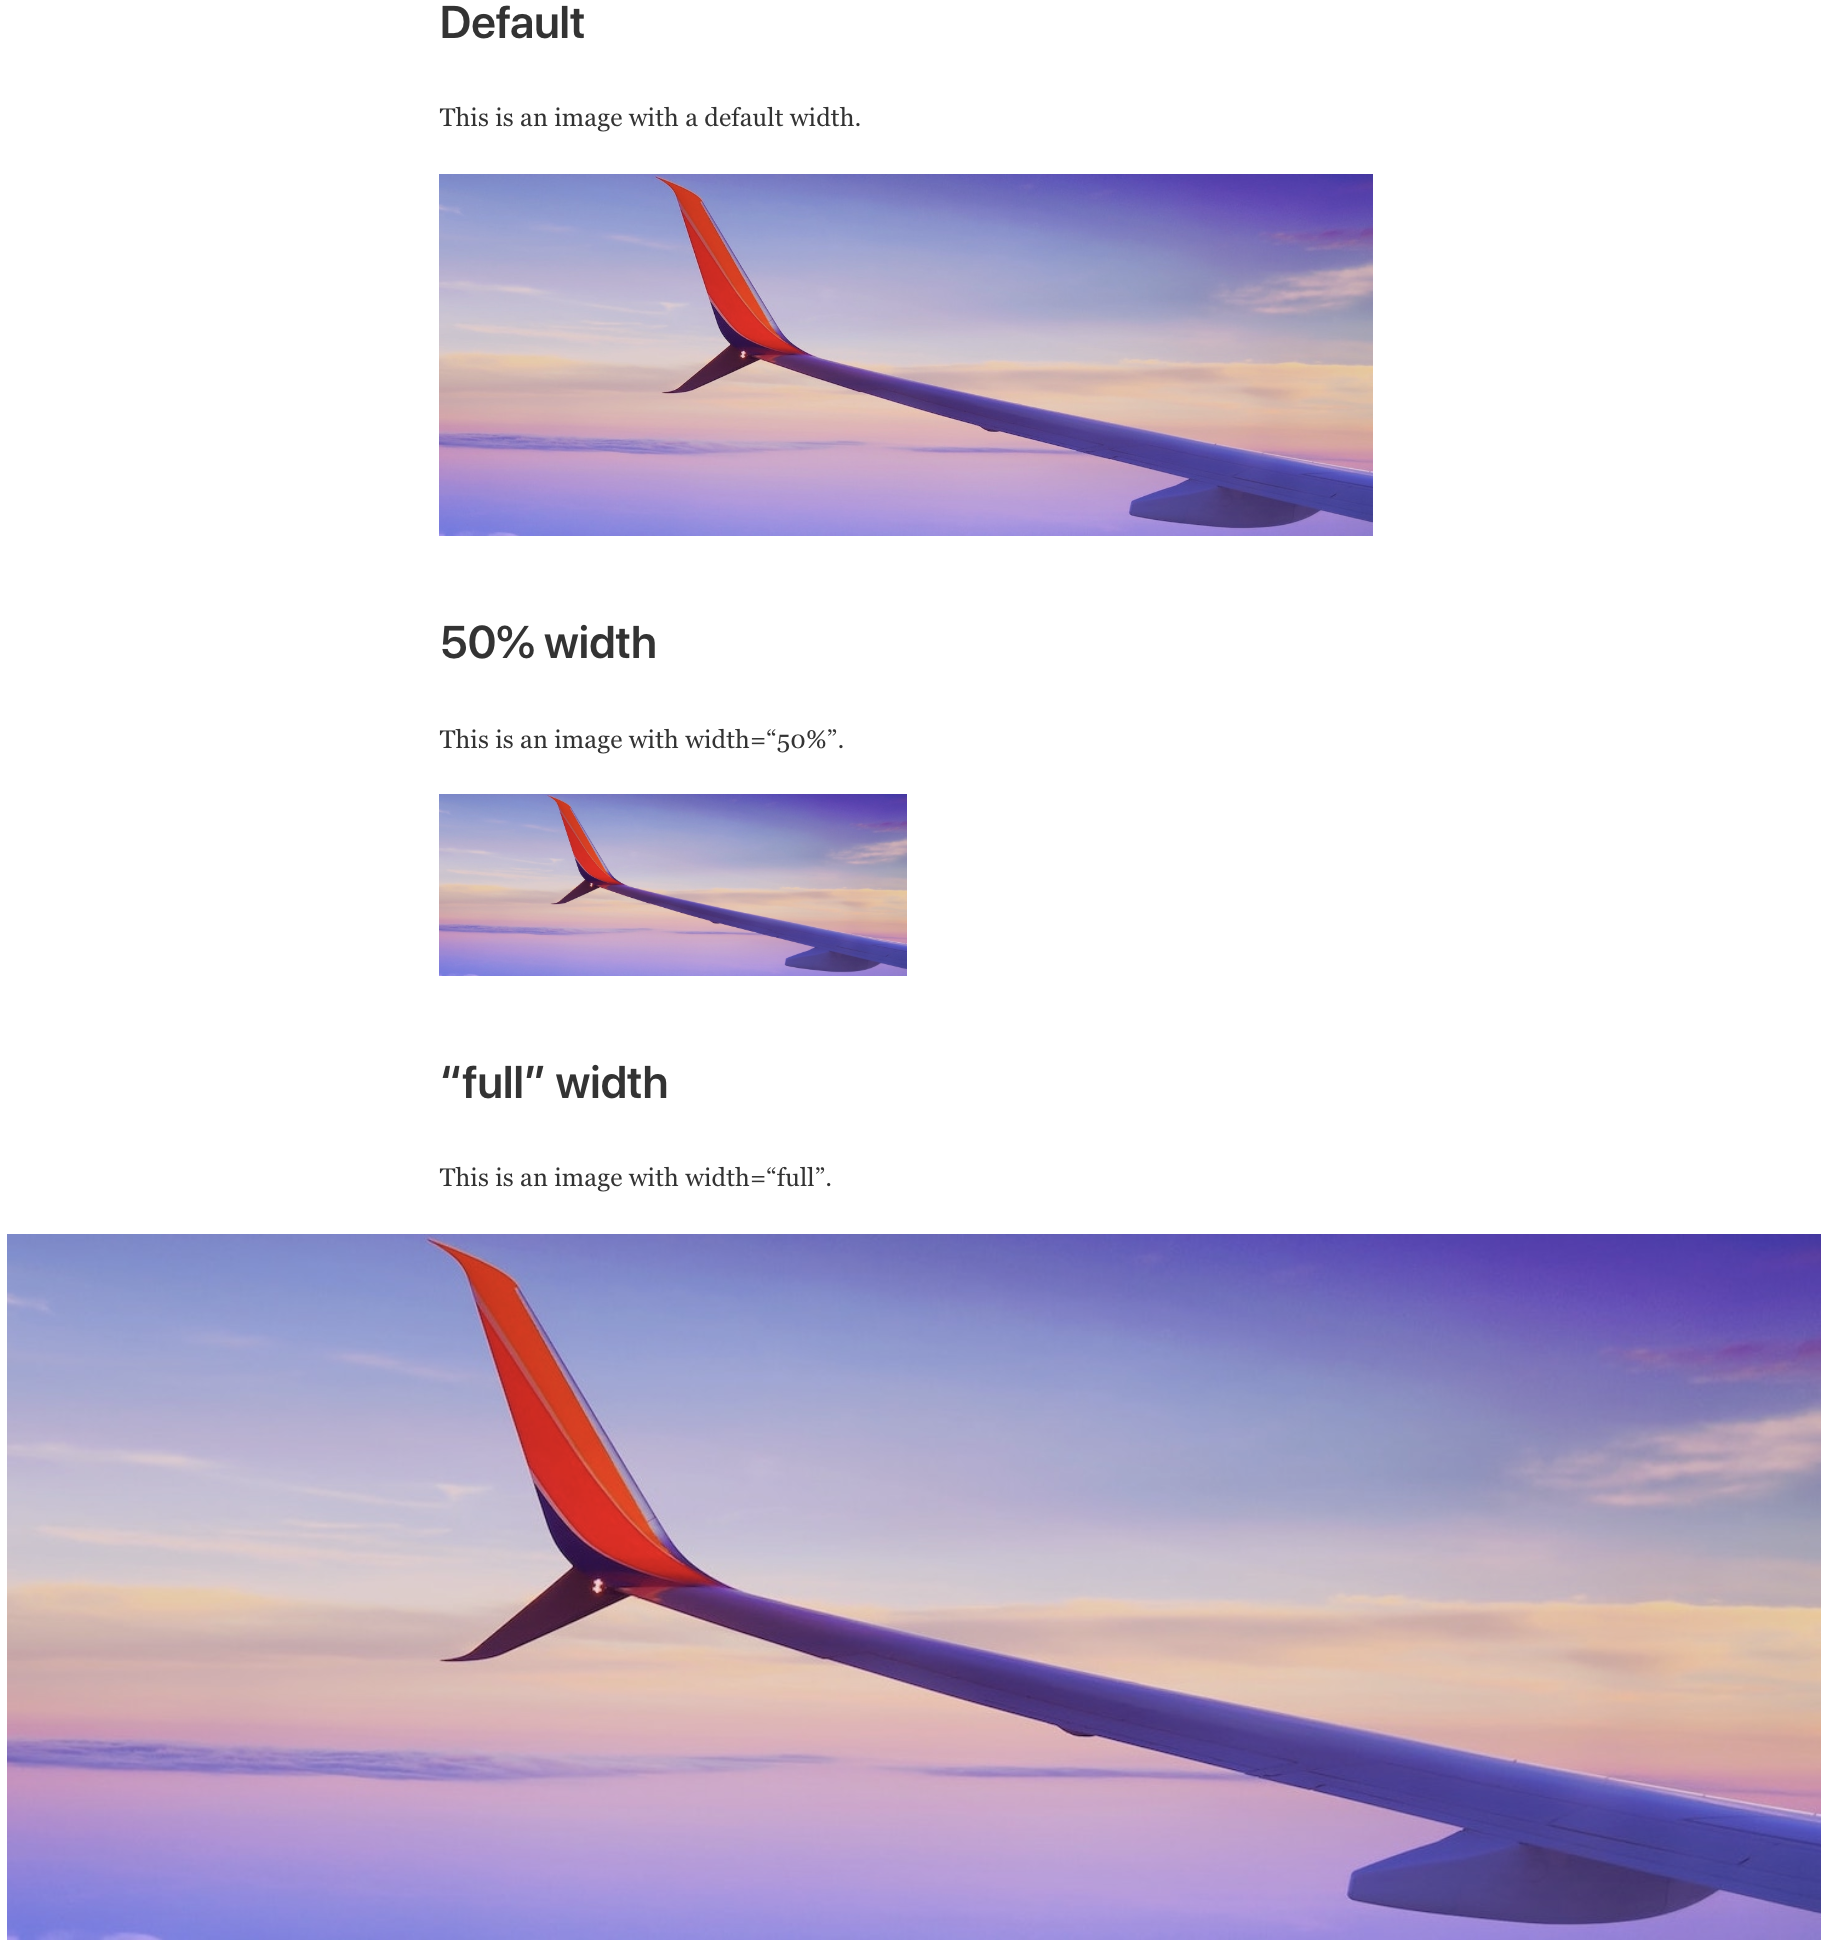 Default
This is an image with a default width.
50% width
This is an image with width=“50%”.
“full” width
This is an image with width=“full”.